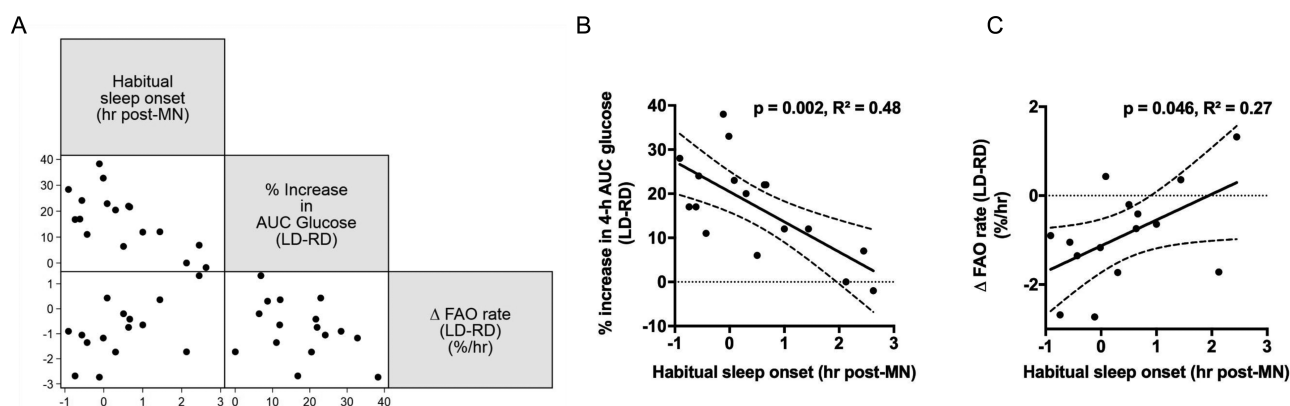 A
Habitual
sleep onset
(hr post-MN)
40
30
20
10
0
% Increase
in
AUC Glucose
(LD-RD)
1
0
-1
-2
-3
Δ FAO rate
(LD-RD)
(%/hr)
-1 0 1 2 3
0 10 20 30 40
B
% increase in 4-h AUC glucose
(LD-RD)
40
30
20
10
0
-10
p = 0.002, R² = 0.48
-1 0 1 2 3
Habitual sleep onset (hr post-MN)
C
Δ FAO rate (LD-RD)
(%/hr)
2
0
-2
p = 0.046, R² = 0.27
-1 0 1 2 3
Habitual sleep onset (hr post-MN)